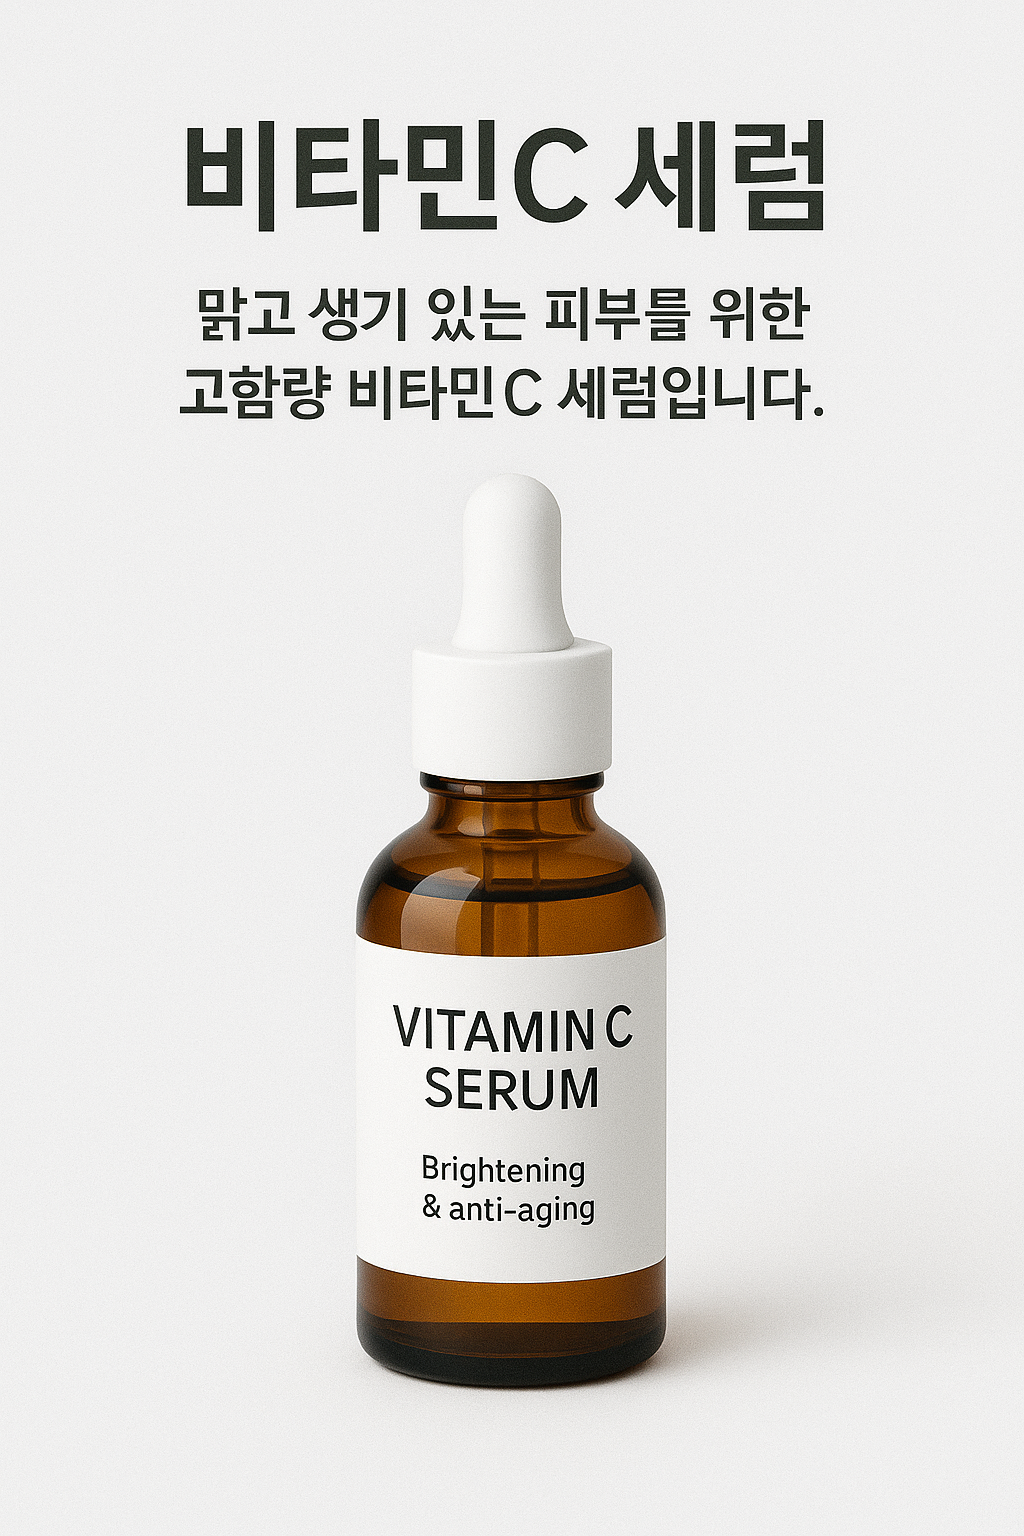 비타민C 세럼
맑고 생기 있는 피부를 위한
고함량 비타민C 세럼입니다.
VITAMIN C
SERUM
Brightening
& anti-aging